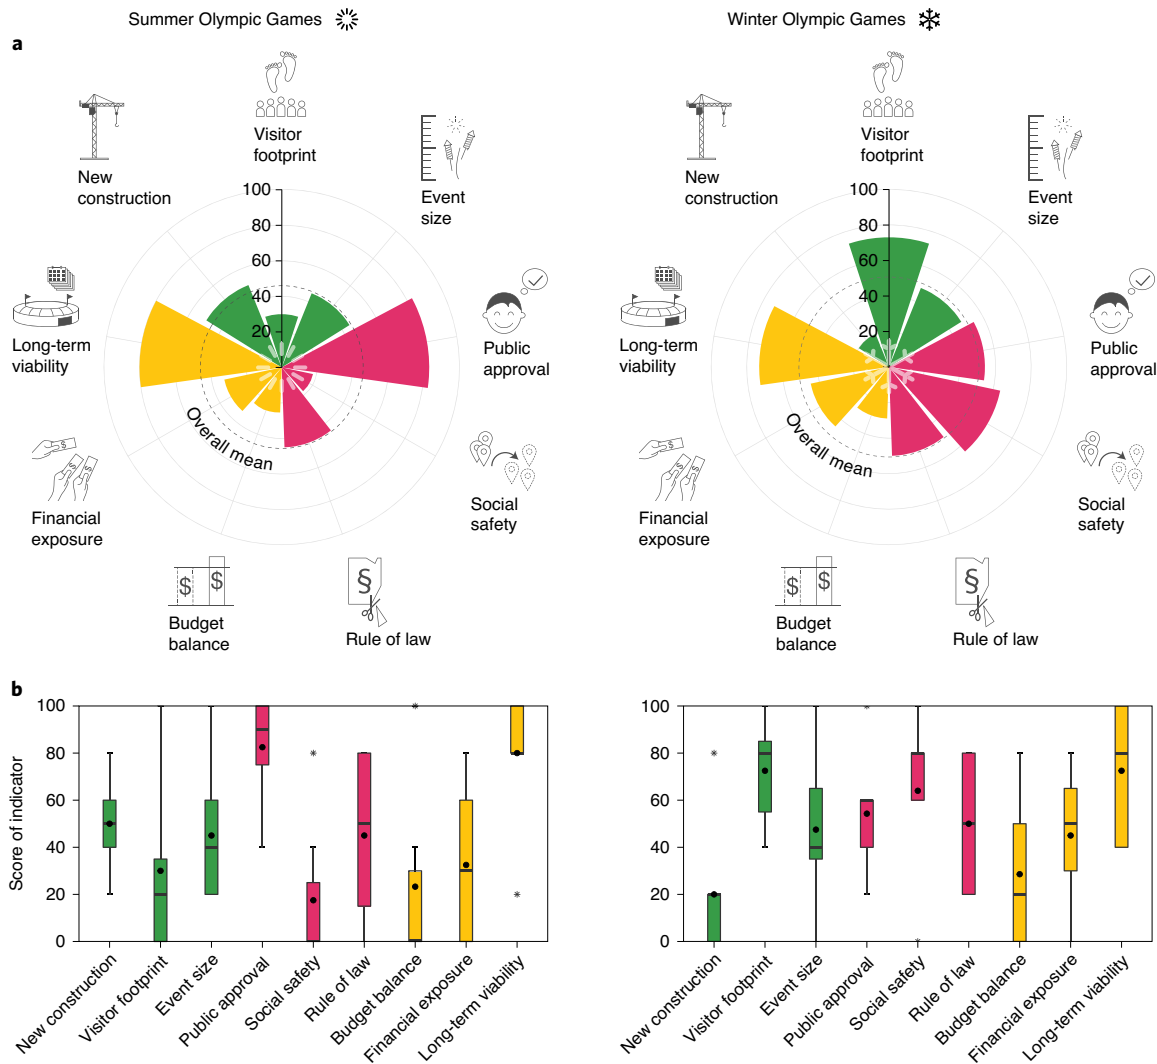 Summer Olympic Games
Winter Olympic Games
a
Visitor
footprint
New
construction
Event
size
Long-term
viability
Public
approval
Financial
exposure
Social
safety
Budget
balance
Rule of law
100
80
60
40
20
Overall mean
$
$
$
$
$
§
Visitor
footprint
New
construction
Event
size
Long-term
viability
Public
approval
Financial
exposure
Social
safety
Budget
balance
Rule of law
100
80
60
40
20
Overall mean
$
$
$
$
$
§
b
Score of indicator
100
80
60
40
20
0
New construction
Visitor footprint
Event size
Public approval
Social safety
Rule of law
Budget balance
Financial exposure
Long-term viability
100
80
60
40
20
0
New construction
Visitor footprint
Event size
Public approval
Social safety
Rule of law
Budget balance
Financial exposure
Long-term viability